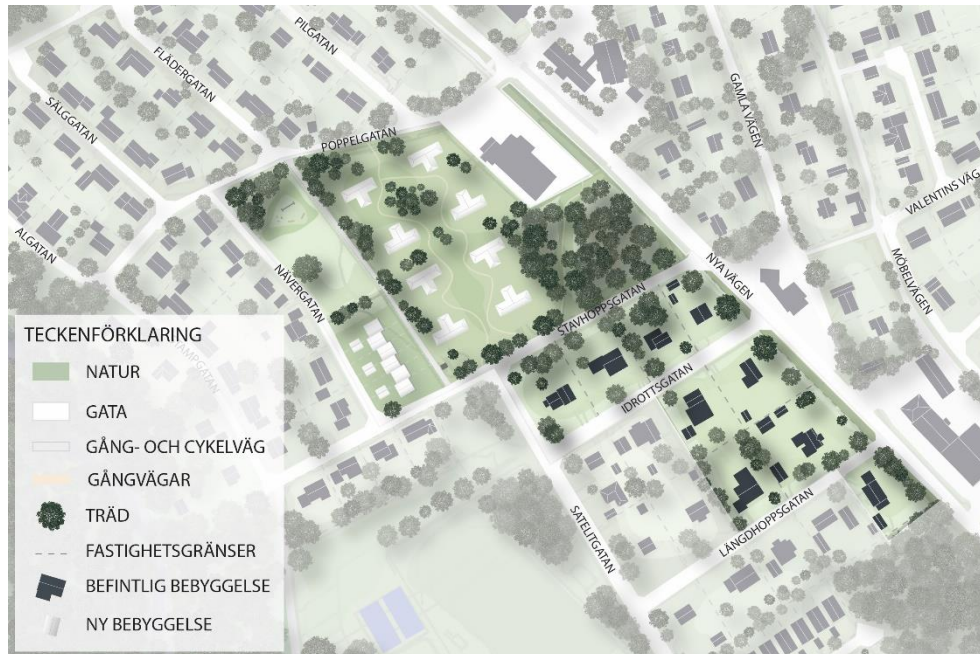 PILGATAN
FLÄDERGATAN
SÄLGGATAN
POPPELGATAN
GAMLA VÄGEN
VALENTINS VÄG
ALGATAN
NÄVERGATAN
NYA VÄGEN
MÖBELVÄGEN
STAVHOPPSGATAN
IDROTTSGATAN
SATELITGATAN
LÄNGDHOPPSGATAN
TECKENFÖRKLARING
NATUR
GATA
GÅNG- OCH CYKELVÄG
GÅNGVÄGAR
TRÄD
FASTIGHETSGRÄNSER
BEFINTLIG BEBYGGELSE
NY BEBYGGELSE